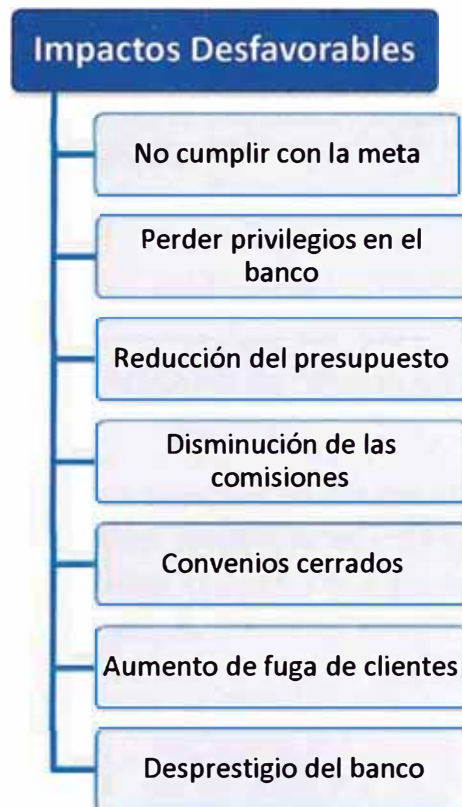 Impactos Desfavorables
No cumplir con la meta
Perder privilegios en el
banco
Reducción del presupuesto
Disminución de las
comisiones
Convenios cerrados
Aumento de fuga de clientes
Desprestigio del banco